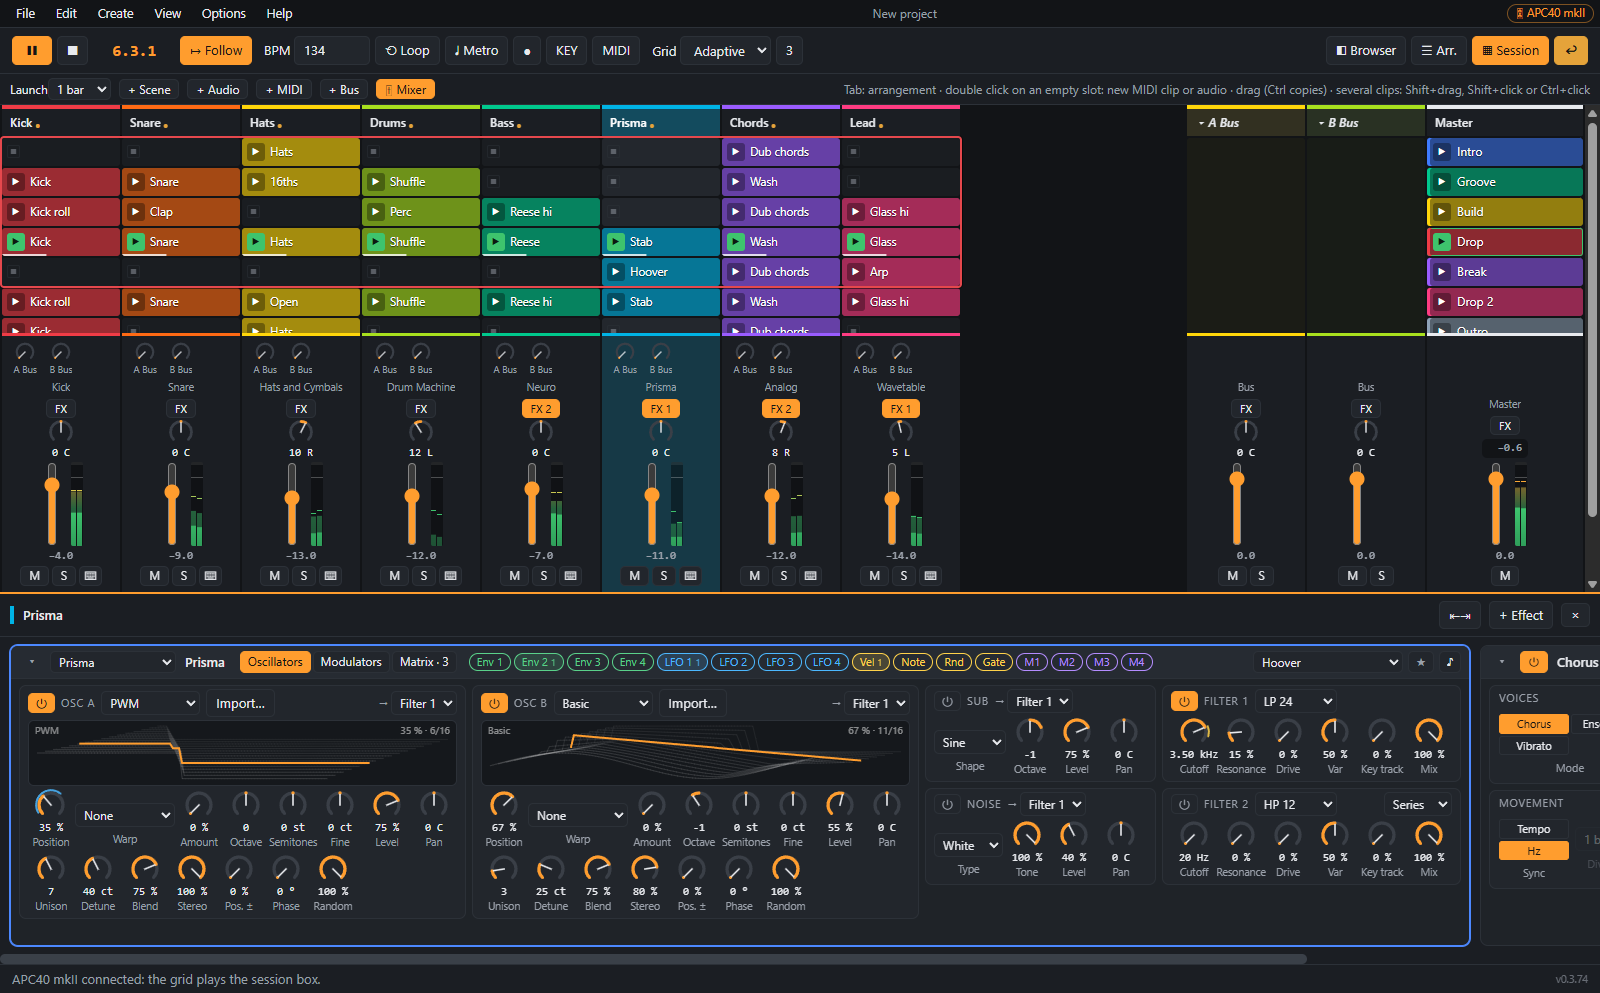 File Edit Create View Options Help New project APC40 mkII
6.3.1 Follow BPM 134 Loop Metro KEY MIDI Grid Adaptive 3 Browser Arr. Session
Launch 1 bar + Scene + Audio + MIDI + Bus Mixer Tab: arrangement · double click on an empty slot: new MIDI clip or audio · drag (Ctrl copies) · several clips: Shift+drag, Shift+click or Ctrl+click
Kick Snare Hats Drums Bass Prisma Chords Lead A Bus B Bus Master
Hats Dub chords Intro
Kick Snare 16ths Shuffle Wash Groove
Kick roll Clap Perc Reese hi Dub chords Glass hi Build
Kick Snare Hats Shuffle Reese Stab Wash Glass Drop
Hoover Dub chords Arp Break
Kick roll Snare Open Shuffle Reese hi Stab Wash Glass hi Drop 2
Kick Hats Dub chords Outro
A Bus B Bus A Bus B Bus A Bus B Bus A Bus B Bus A Bus B Bus A Bus B Bus A Bus B Bus A Bus B Bus
Kick Snare Hats and Cymbals Drum Machine Neuro Prisma Analog Wavetable Bus Bus Master
FX FX FX FX FX 2 FX 1 FX 2 FX 1 FX FX FX
0 C 0 C 10 R 12 L 0 C 0 C 8 R 5 L 0 C 0 C -0.6
-4.0 -9.0 -13.0 -12.0 -7.0 -11.0 -12.0 -14.0 0.0 0.0 0.0
M S M S M S M S M S M S M S M S M S M S M
Prisma + Effect ×
Prisma Prisma Oscillators Modulators Matrix · 3 Env 1 Env 2 1 Env 3 Env 4 LFO 1 1 LFO 2 LFO 3 LFO 4 Vel 1 Note Rnd Gate M1 M2 M3 M4 Hoover Chorus
OSC A PWM Import... → Filter 1 OSC B Basic Import... → Filter 1 SUB → Filter 1 FILTER 1 LP 24 VOICES
PWM 35 % · 6/16 Basic 67 % · 11/16 Chorus Ens
Sine Vibrato
-1 75 % 0 C 3.50 kHz 15 % 0 % 50 % 0 % 100 %
Shape Octave Level Pan Cutoff Resonance Drive Var Key track Mix Mode
NOISE → Filter 1 FILTER 2 HP 12 Series MOVEMENT
None None
35 % 0 % 0 0 st 0 ct 75 % 0 C 67 % 0 % -1 0 st 0 ct 55 % 0 C Tempo
Position Warp Amount Octave Semitones Fine Level Pan Position Warp Amount Octave Semitones Fine Level Pan
White 100 % 40 % 0 C 20 Hz 0 % 0 % 50 % 0 % 100 % Hz
Type Tone Level Pan Cutoff Resonance Drive Var Key track Mix Sync
7 40 ct 75 % 100 % 0 % 0 ° 100 % 3 25 ct 75 % 80 % 0 % 0 ° 100 %
Unison Detune Blend Stereo Pos. ± Phase Random Unison Detune Blend Stereo Pos. ± Phase Random
APC40 mkII connected: the grid plays the session box. v0.3.74